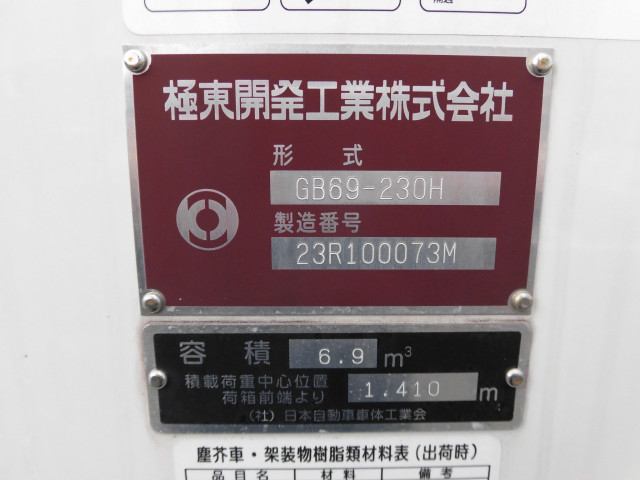 極東開発工業株式会社
形 式
GB69-230H
製造番号
23R100073M
容 積 6.9 m³
積載荷重中心位置
荷箱前端より 1.410 m
(社)日本自動車車体工業会
塵芥車・架装物樹脂類材料表(出荷時)
品目名 材料 備考